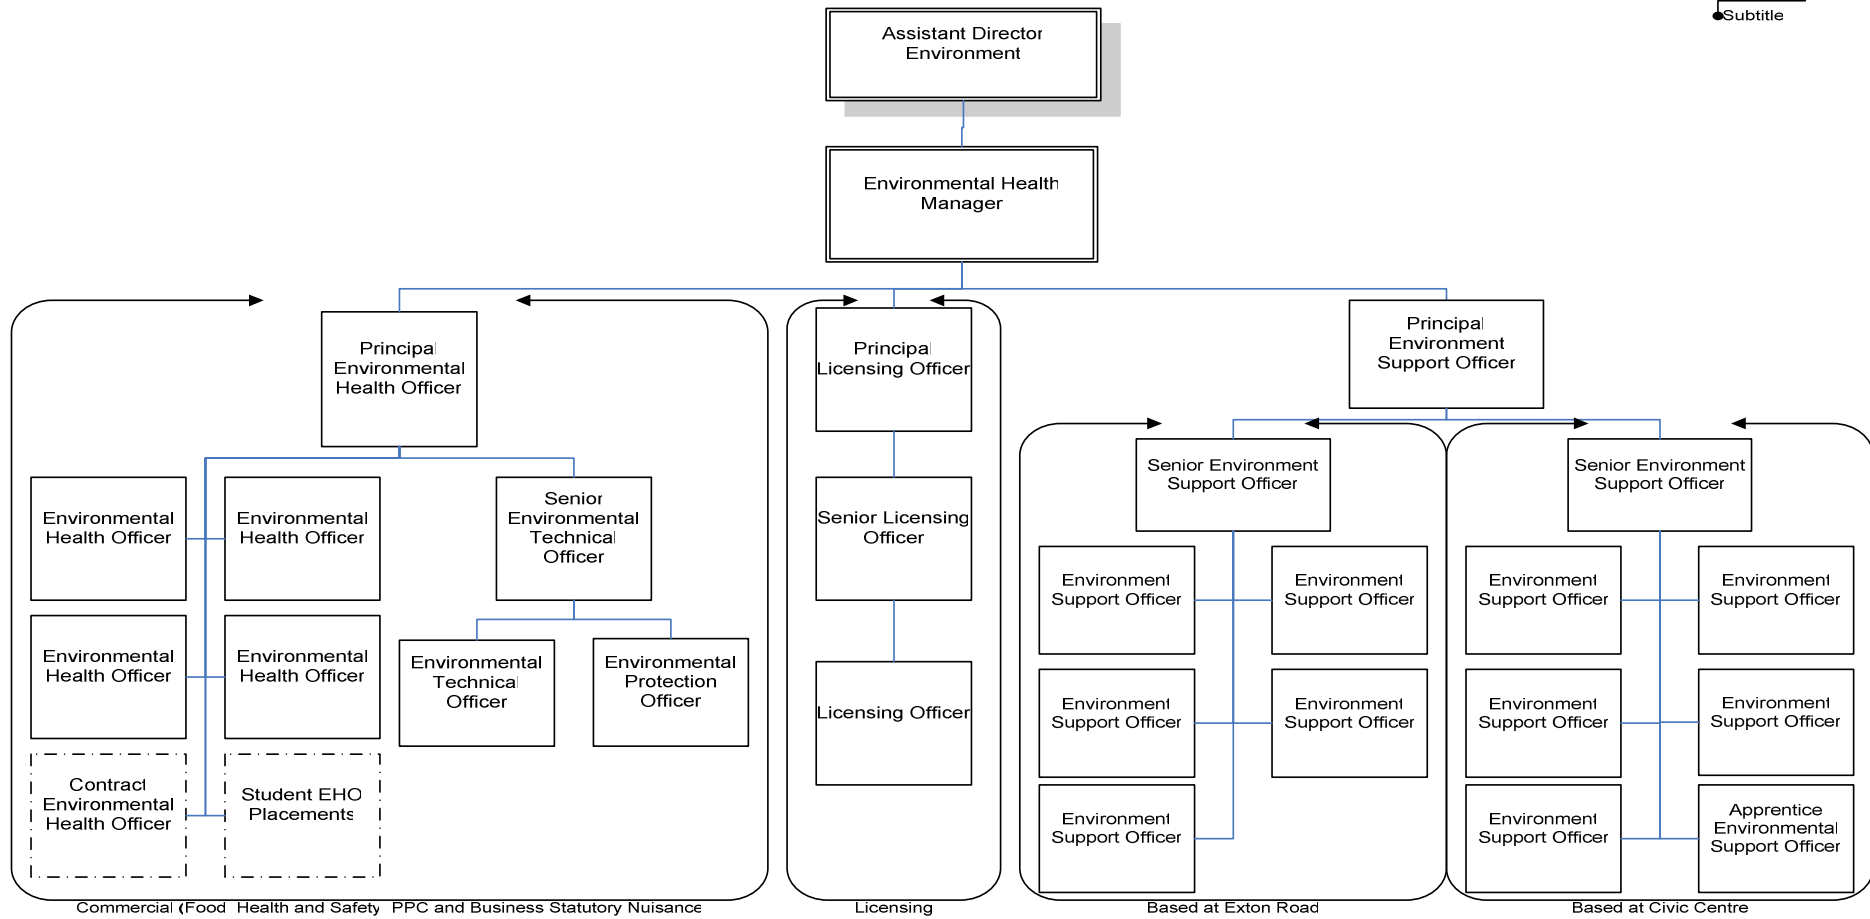 Subtitle
Assistant Director
Environment
Environmental Health
Manager
Principal
Environmental
Health Officer
Principal
Licensing Officer
Principal
Environment
Support Officer
Senior Environment
Support Officer
Senior Environment
Support Officer
Environmental
Health Officer
Environmental
Health Officer
Senior
Environmental
Technical
Officer
Senior Licensing
Officer
Environment
Support Officer
Environment
Support Officer
Environment
Support Officer
Environment
Support Officer
Environmental
Health Officer
Environmental
Health Officer
Environmental
Technical
Officer
Environmental
Protection
Officer
Licensing Officer
Environment
Support Officer
Environment
Support Officer
Environment
Support Officer
Environment
Support Officer
Contract
Environmental
Health Officer
Student EHO
Placements
Environment
Support Officer
Environment
Support Officer
Apprentice
Environmental
Support Officer
Commercial (Food Health and Safety PPC and Business Statutory Nuisance
Licensing
Based at Exton Road
Based at Civic Centre